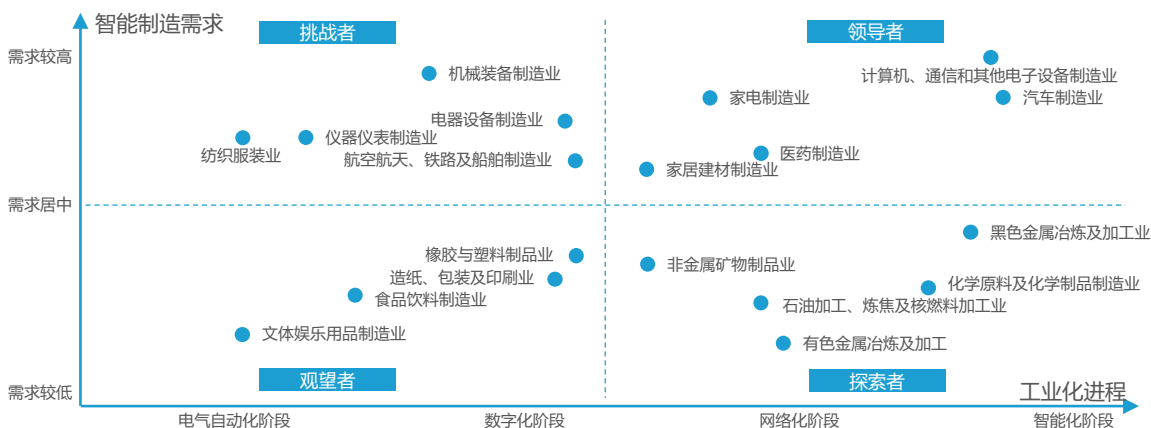 智能制造需求
挑战者
领导者
需求较高
机械装备制造业
计算机、通信和其他电子设备制造业
家电制造业
汽车制造业
电器设备制造业
仪器仪表制造业
纺织服装业
航空航天、铁路及船舶制造业
医药制造业
家居建材制造业
需求居中
黑色金属冶炼及加工业
橡胶与塑料制品业
非金属矿物制品业
造纸、包装及印刷业
化学原料及化学制品制造业
食品饮料制造业
石油加工、炼焦及核燃料加工业
文体娱乐用品制造业
有色金属冶炼及加工
观望者
探索者
需求较低
工业化进程
电气自动化阶段
数字化阶段
网络化阶段
智能化阶段